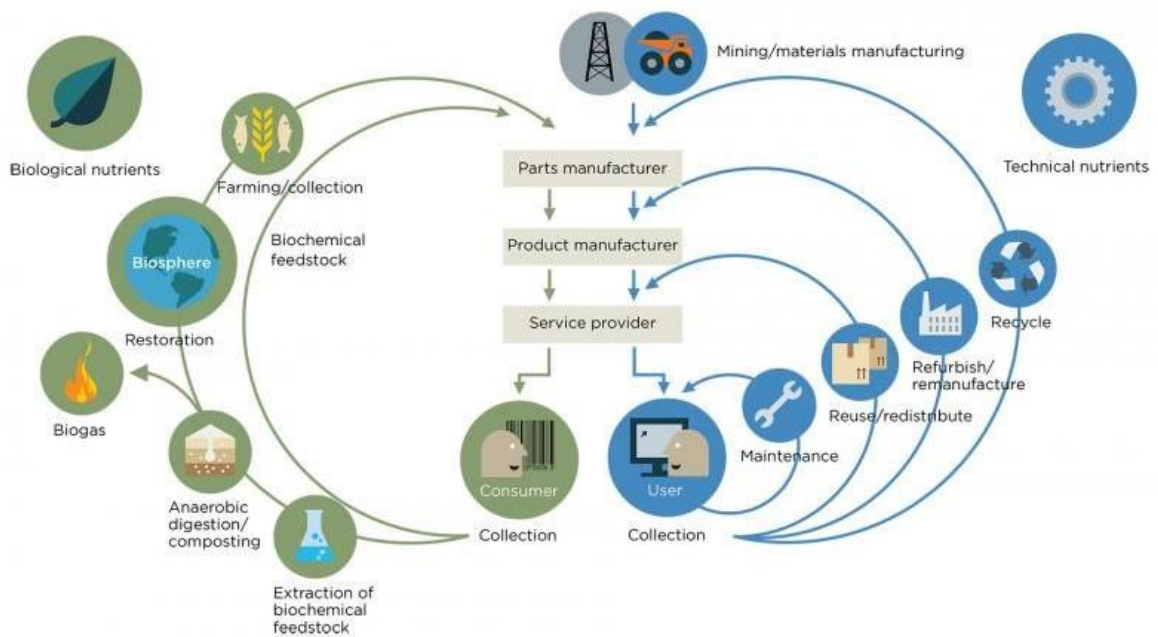 Mining/materials manufacturing
Biological nutrients
Technical nutrients
Farming/collection
Parts manufacturer
Biochemical
feedstock
Product manufacturer
Biosphere
Restoration
Service provider
Recycle
Refurbish/
remanufacture
Reuse/redistribute
Biogas
Maintenance
Consumer
User
Anaerobic
digestion/
composting
Collection
Collection
Extraction of
biochemical
feedstock